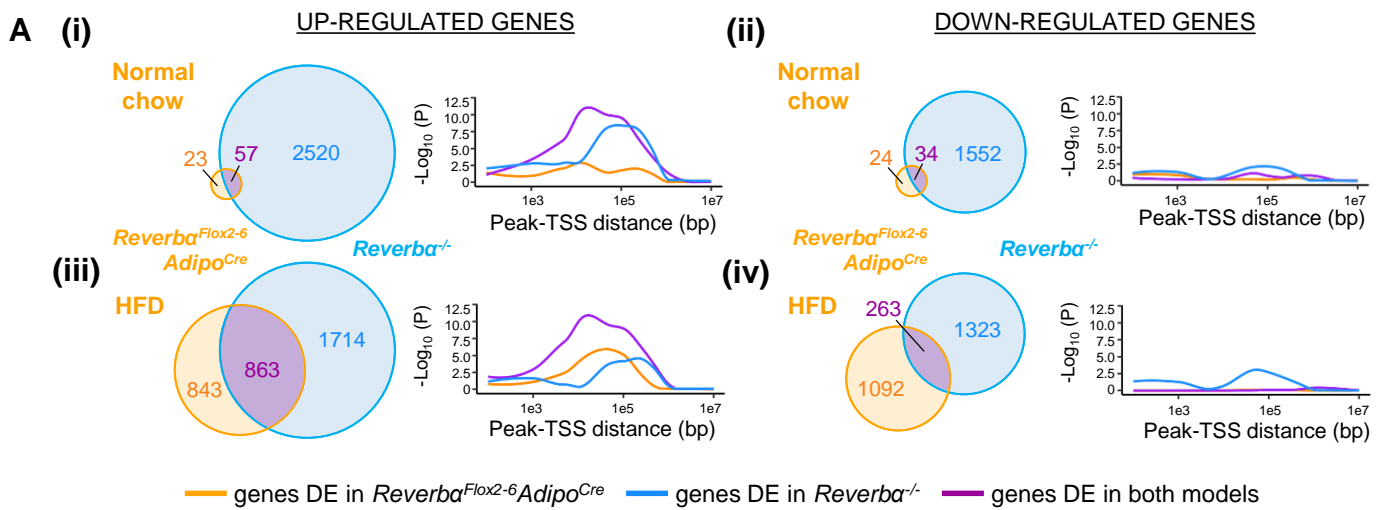 A
(i)
UP-REGULATED GENES
Normal
chow
23
57
2520
-Log10 (P)
12.5
10.0
7.5
5.0
2.5
0
1e3
1e5
1e7
Peak-TSS distance (bp)
(ii)
DOWN-REGULATED GENES
Normal
chow
24
34
1552
-Log10 (P)
12.5
10.0
7.5
5.0
2.5
0
1e3
1e5
1e7
Peak-TSS distance (bp)
ReverbαFlox2-6
AdipoCre
Reverbα-/-
(iii)
HFD
843
863
1714
-Log10 (P)
12.5
10.0
7.5
5.0
2.5
0
1e3
1e5
1e7
Peak-TSS distance (bp)
ReverbαFlox2-6
AdipoCre
Reverbα-/-
(iv)
HFD
263
1323
1092
-Log10 (P)
12.5
10.0
7.5
5.0
2.5
0
1e3
1e5
1e7
Peak-TSS distance (bp)
genes DE in ReverbαFlox2-6AdipoCre
genes DE in Reverbα-/-
genes DE in both models